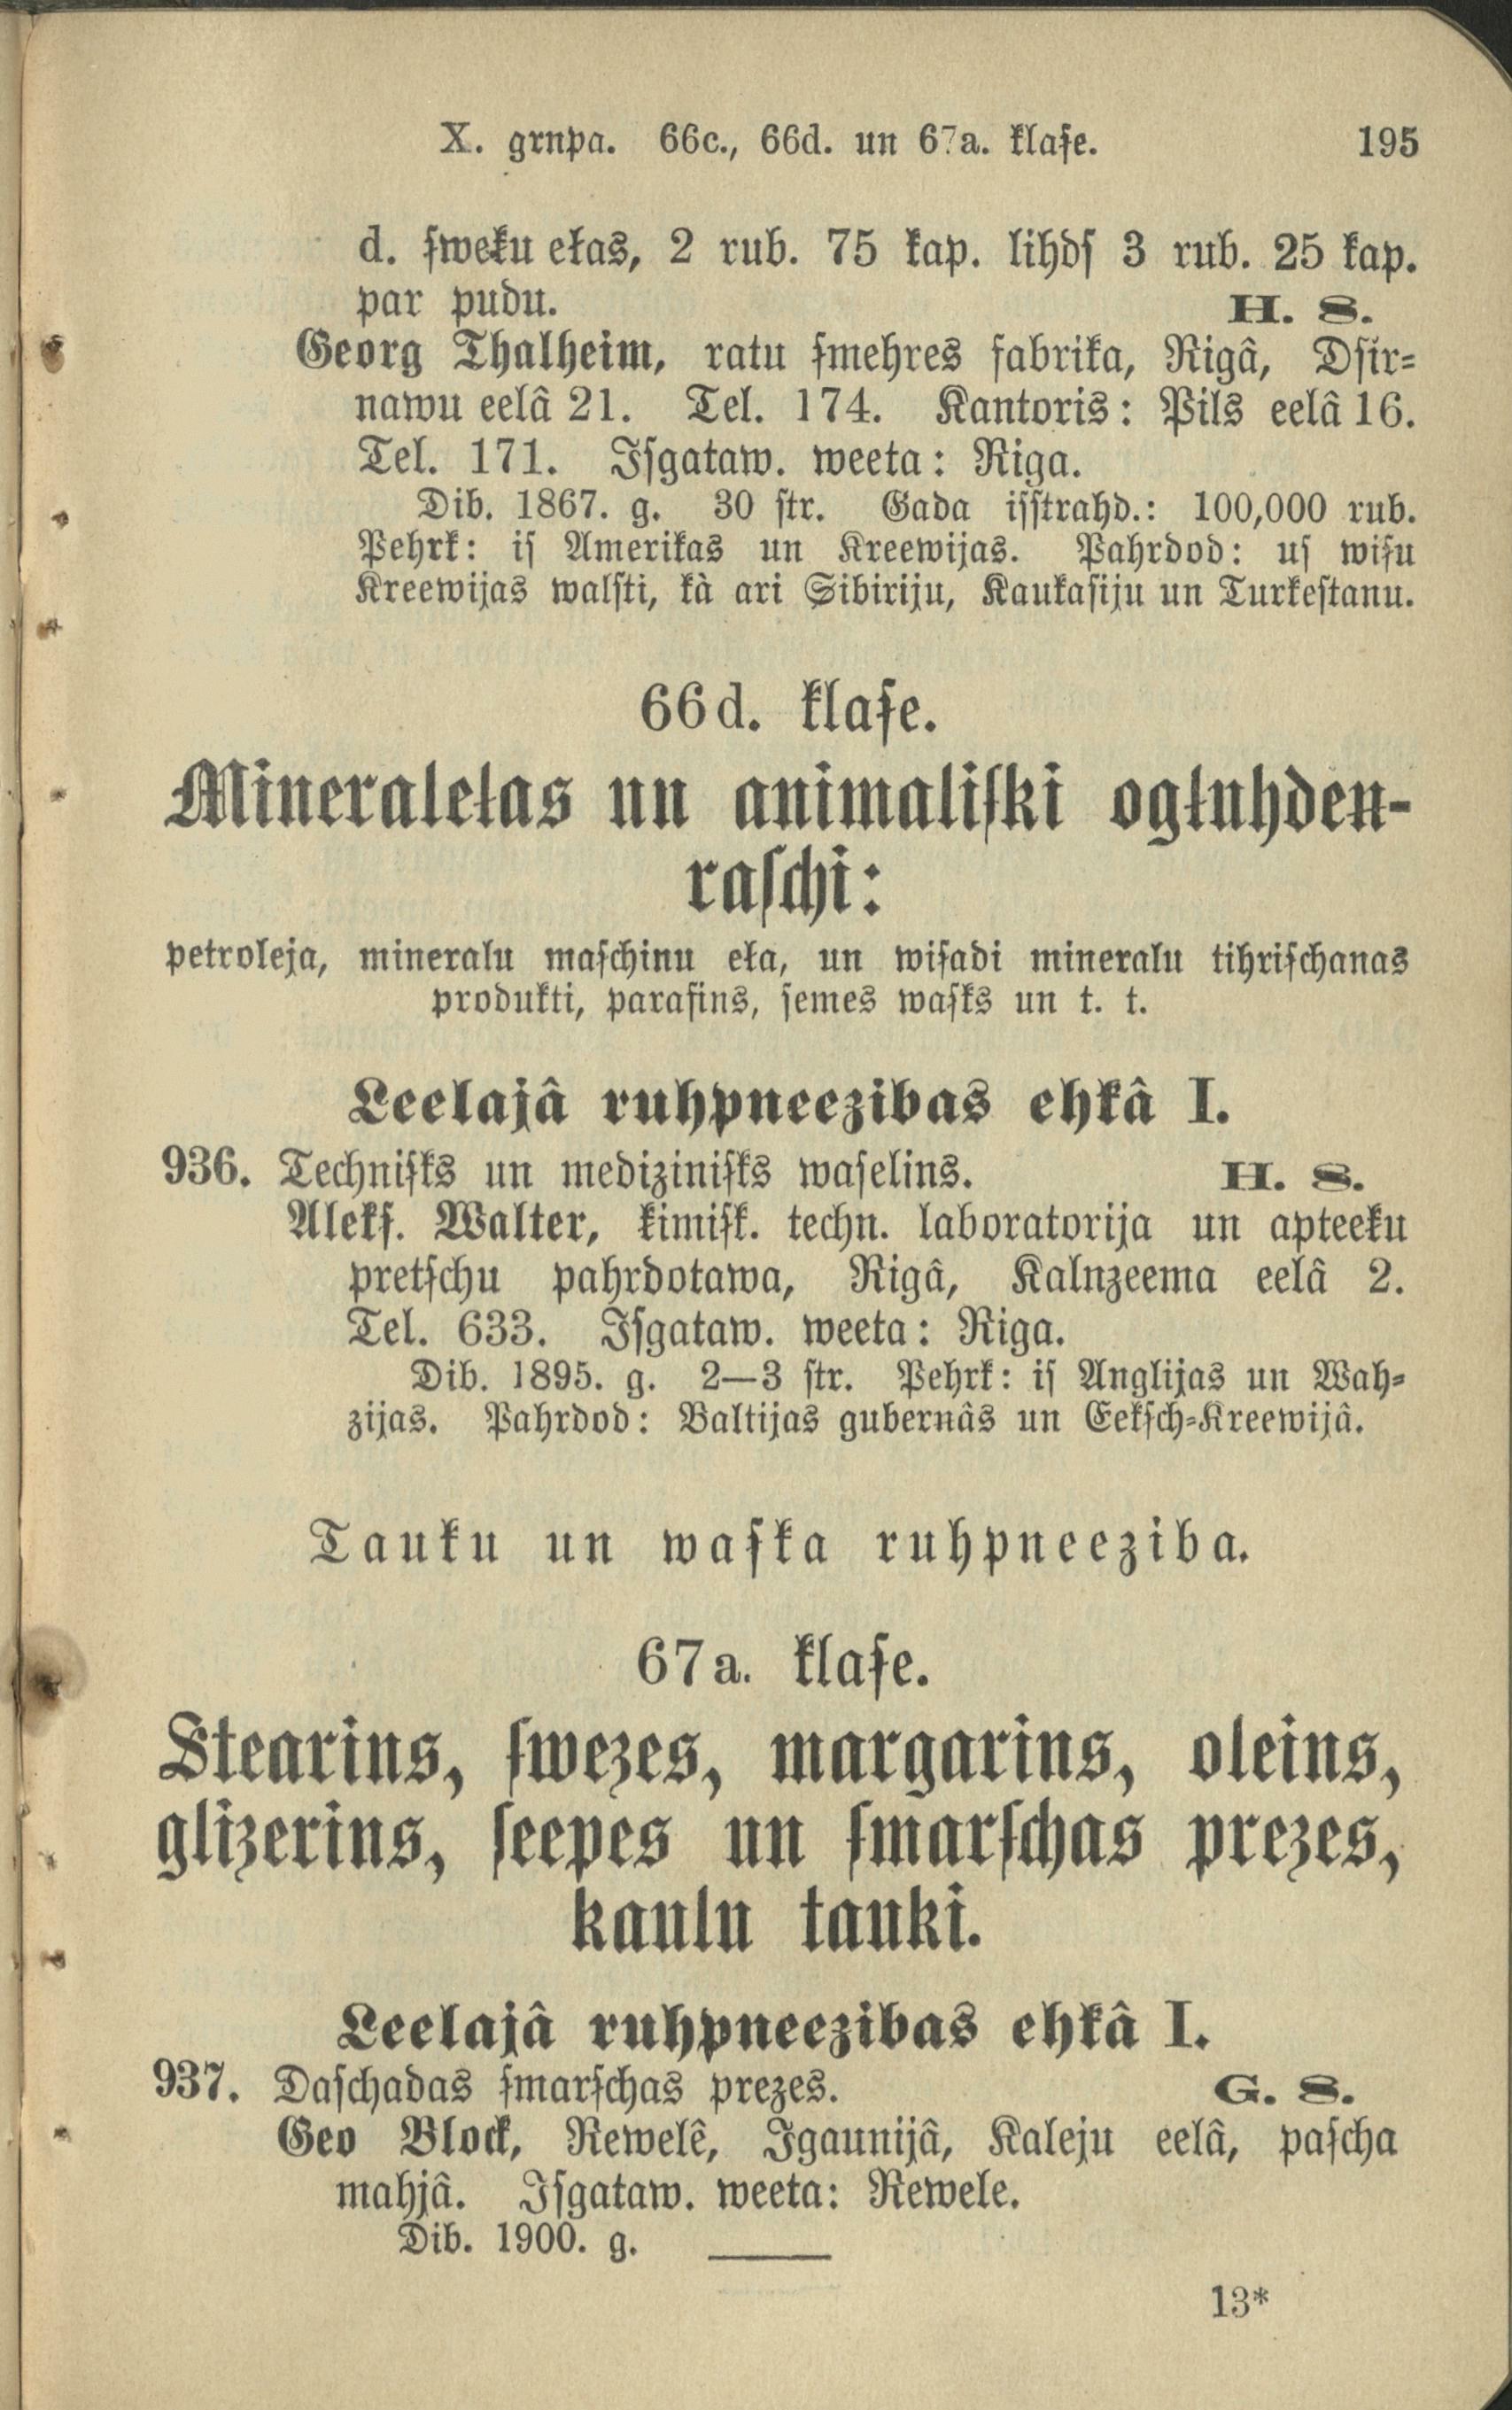 X. grnpa. 66c., 66d. un 67a. klaſe. 195
d. ſweķu eļas, 2 rub. 75 kap. lihdſ 3 rub. 25 kap.
par pudu. H. 8.
Georg Thalheim, ratu ſmehres fabrika, Rigâ, Dſir=
nawu eelâ 21. Tel. 174. Kantoris: Pils eelâ 16.
Tel. 171. Iſgataw. weeta: Riga.
Dib. 1867. g. 30 ſtr. Gada iſſtrahd.: 100,000 rub.
Pehrk: iſ Amerikas un Kreewijas. Pahrdod: uſ wiſu
Kreewijas walſti, kà ari Sibiriju, Kaukaſiju un Turkeſtanu.
66d. klaſe.
Mineraleļas un animaliſki ogļuhden-
raſchi:
petroleja, mineralu maſchinu eļa, un wiſadi mineralu tihriſchanas
produkti, parafins, ſemes waſks un t. t.
Leelajâ ruhpneezibas ehkâ I.
936. Techniſks un mediziniſks waſelins. H. 8.
Alekſ. Walter, kimiſk. techn. laboratorija un apteeku
pretſchu pahrdotawa, Rigâ, Kalnzeema eelâ 2.
Tel. 633. Iſgataw. weeta: Riga.
Dib. 1895. g. 2—3 ſtr. Pehrk: iſ Anglijas un Wah=
zijas. Pahrdod: Baltijas gubernâs un Eekſch=Kreewijâ.
Tauku un waſka ruhpneeziba.
67a. klaſe.
Stearins, ſwezes, margarins, oleins,
glizerins, ſeepes un ſmarſchas prezes,
kaulu tauki.
Leelajâ ruhpneezibas ehkâ I.
937. Daſchadas ſmarſchas prezes. G. 8.
Geo Block, Rewelê, Igaunijâ, Kaleju eelâ, paſcha
mahjâ. Iſgataw. weeta: Rewele.
Dib. 1900. g.
13*